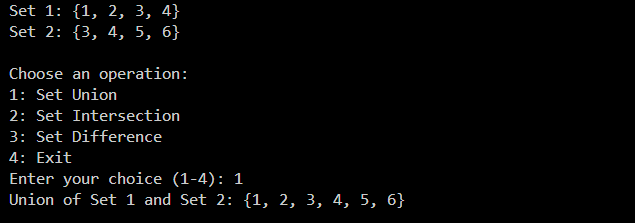 Set 1: {1, 2, 3, 4}
Set 2: {3, 4, 5, 6}
Choose an operation:
1: Set Union
2: Set Intersection
3: Set Difference
4: Exit
Enter your choice (1-4): 1
Union of Set 1 and Set 2: {1, 2, 3, 4, 5, 6}